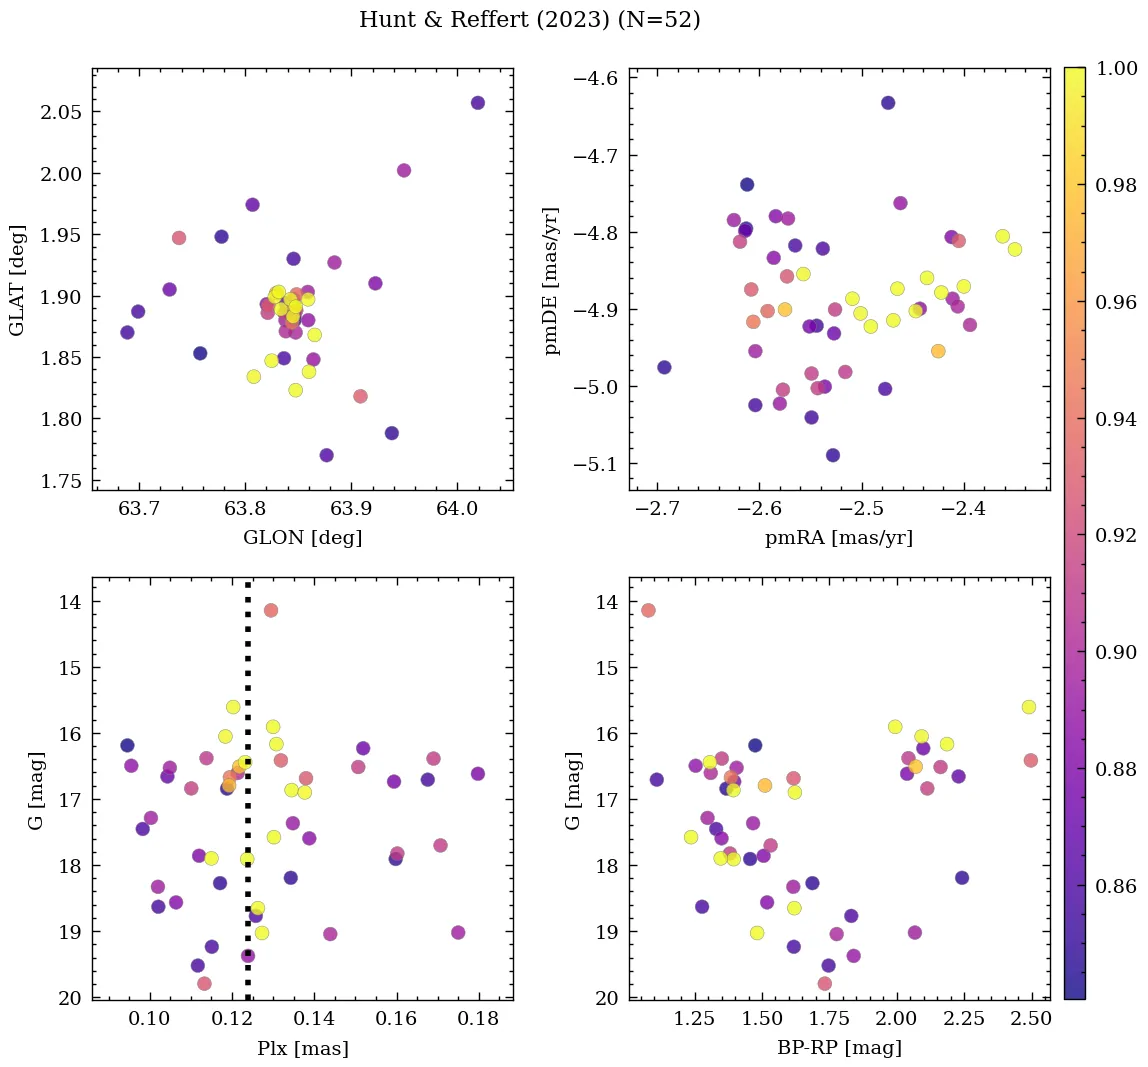 Hunt & Reffert (2023) (N=52)
2.05
2.00
1.95
1.90
1.85
1.80
1.75
GLAT [deg]
63.7 63.8 63.9 64.0
GLON [deg]
−4.6
−4.7
−4.8
−4.9
−5.0
−5.1
pmDE [mas/yr]
−2.7 −2.6 −2.5 −2.4
pmRA [mas/yr]
14
15
16
17
18
19
20
G [mag]
0.10 0.12 0.14 0.16 0.18
Plx [mas]
14
15
16
17
18
19
20
G [mag]
1.25 1.50 1.75 2.00 2.25 2.50
BP-RP [mag]
1.00
0.98
0.96
0.94
0.92
0.90
0.88
0.86